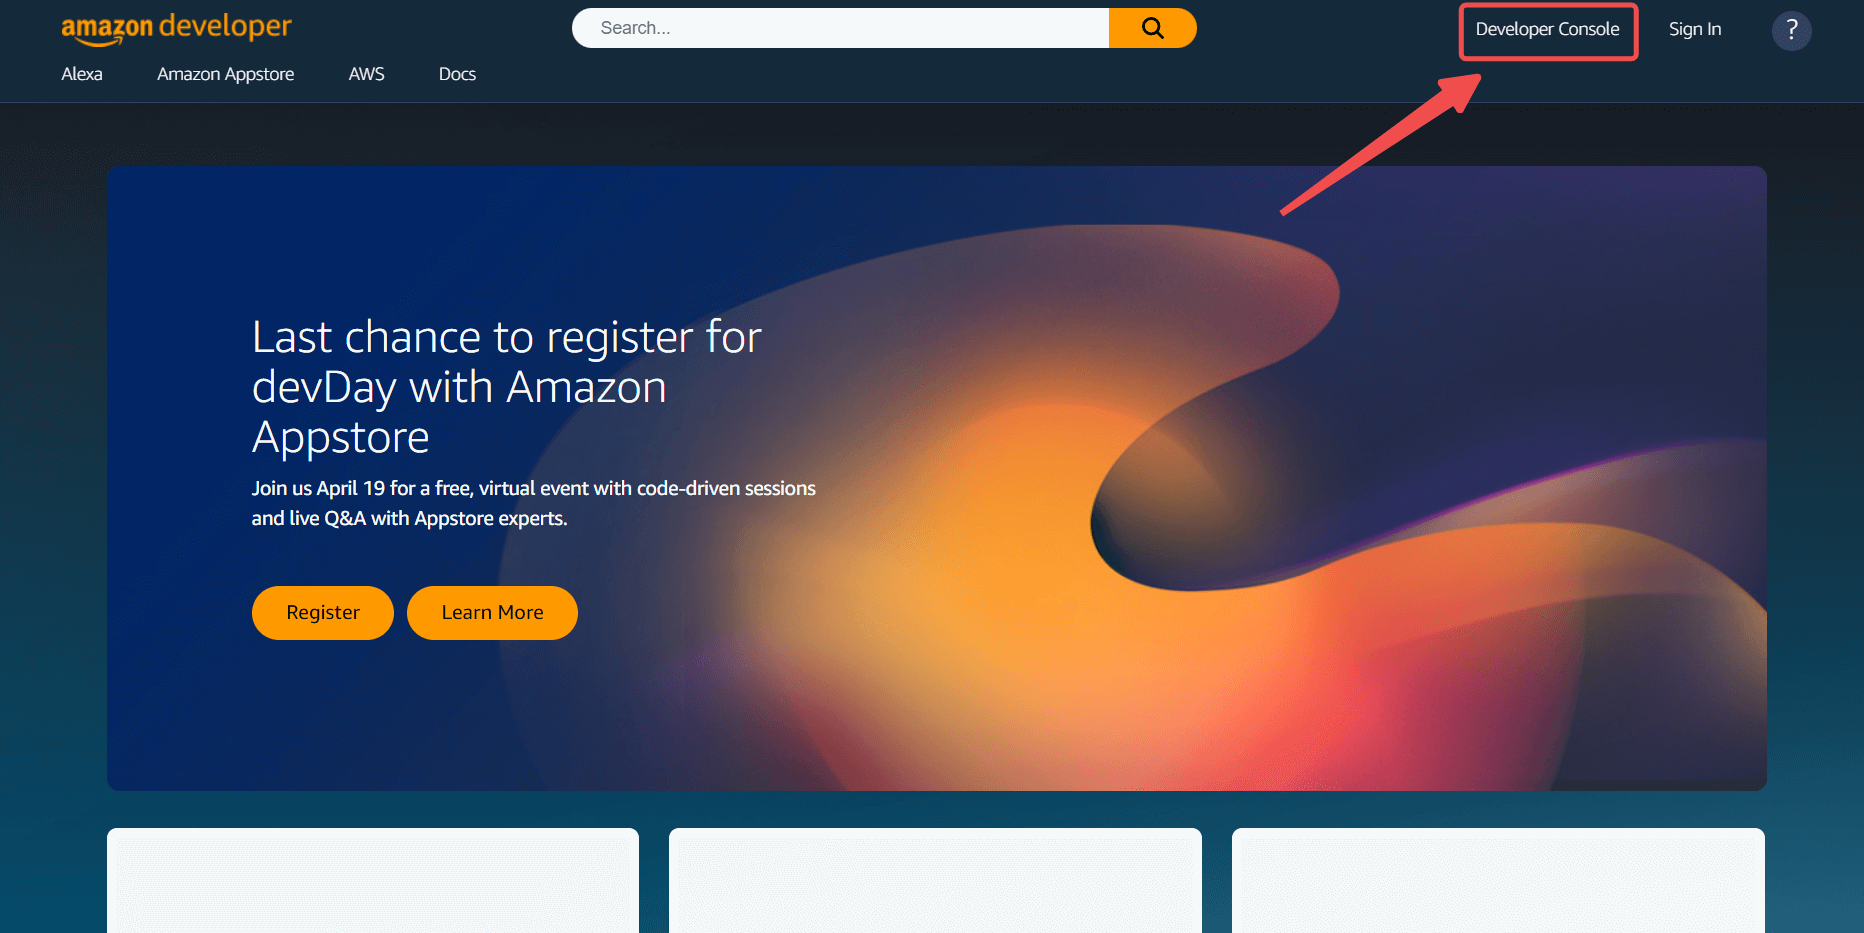 amazon developer
Search...
Developer Console
Sign In
?
Alexa
Amazon Appstore
AWS
Docs
Last chance to register for
devDay with Amazon
Appstore
Join us April 19 for a free, virtual event with code-driven sessions
and live Q&A with Appstore experts.
Register
Learn More